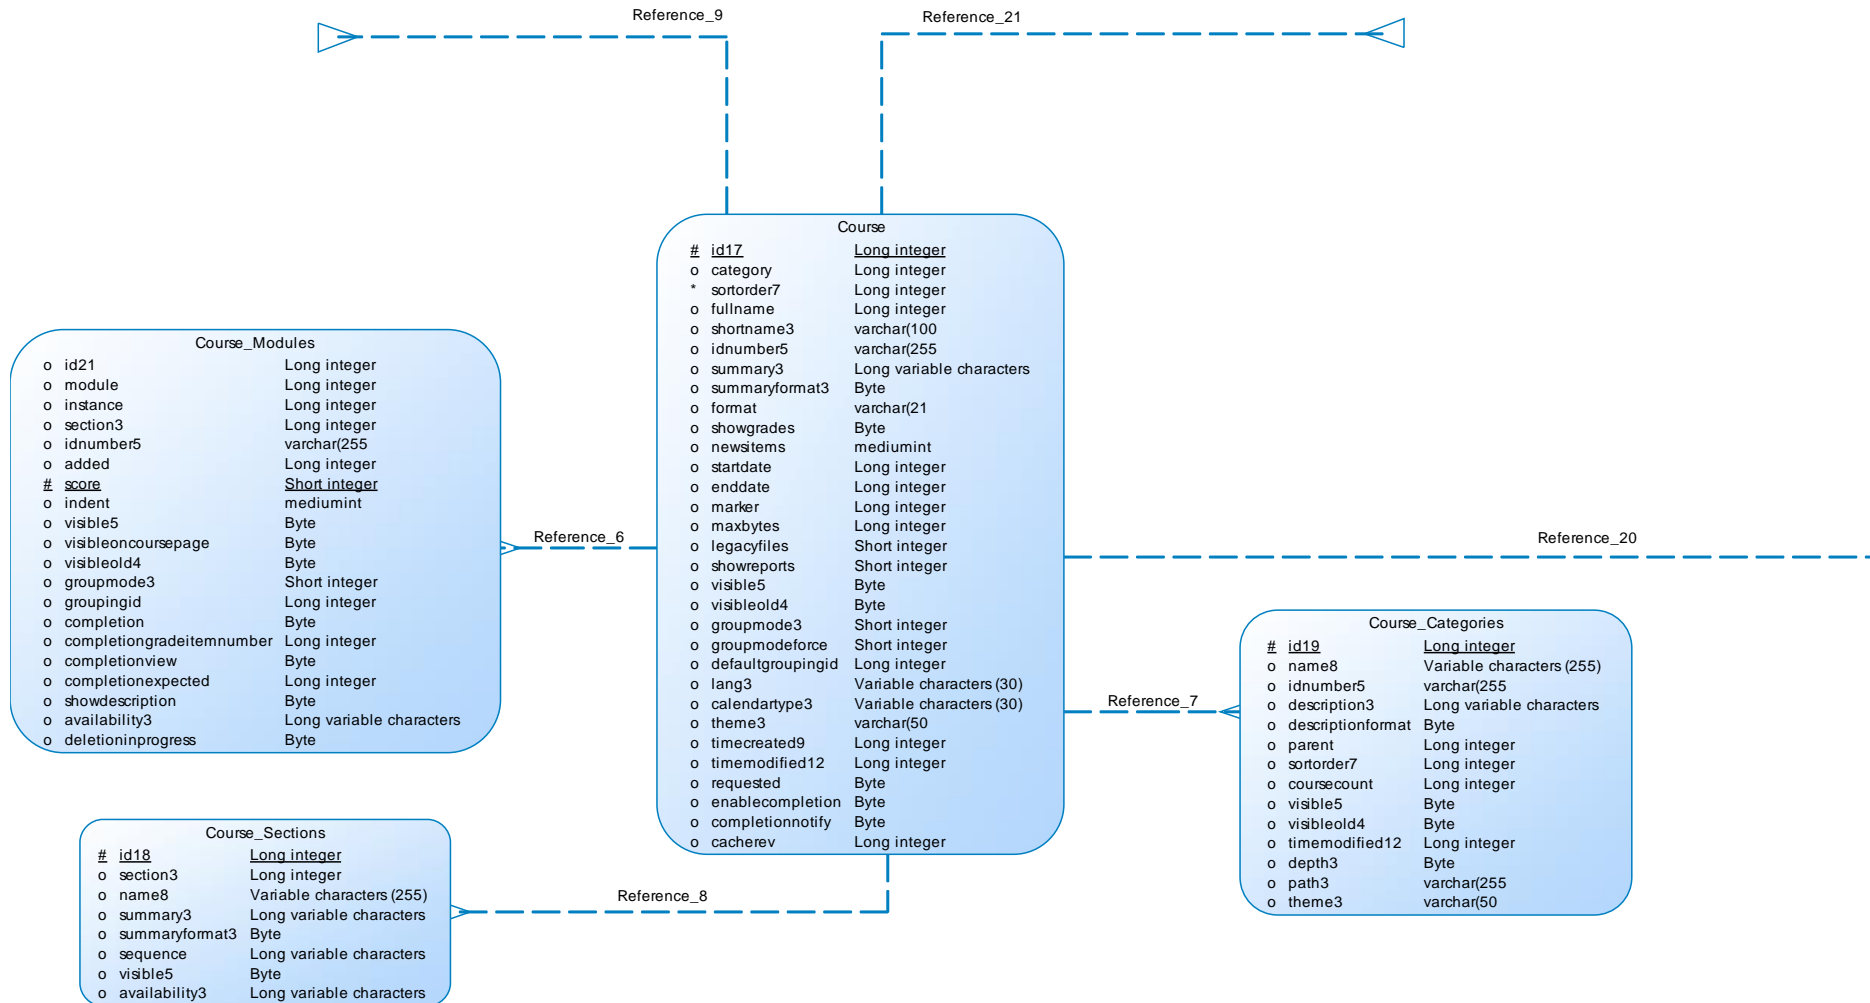 Reference_9
Reference_21
Course
# id17 Long integer
o category Long integer
* sortorder7 Long integer
o fullname Long integer
o shortname3 varchar(100
o idnumber5 varchar(255
o summary3 Long variable characters
o summaryformat3 Byte
o format varchar(21
o showgrades Byte
o newsitems mediumint
o startdate Long integer
o enddate Long integer
o marker Long integer
o maxbytes Long integer
o legacyfiles Short integer
o showreports Short integer
o visible5 Byte
o visibleold4 Byte
o groupmode3 Short integer
o groupmodeforce Short integer
o defaultgroupingid Long integer
o lang3 Variable characters (30)
o calendartype3 Variable characters (30)
o theme3 varchar(50
o timecreated9 Long integer
o timemodified12 Long integer
o requested Byte
o enablecompletion Byte
o completionnotify Byte
o cacherev Long integer
Course_Modules
o id21 Long integer
o module Long integer
o instance Long integer
o section3 Long integer
o idnumber5 varchar(255
o added Long integer
# score Short integer
o indent mediumint
o visible5 Byte
o visibleoncoursepage Byte
o visibleold4 Byte
o groupmode3 Short integer
o groupingid Long integer
o completion Byte
o completiongradeitemnumber Long integer
o completionview Byte
o completionexpected Long integer
o showdescription Byte
o availability3 Long variable characters
o deletioninprogress Byte
Reference_6
Reference_20
Course_Categories
# id19 Long integer
o name8 Variable characters (255)
o idnumber5 varchar(255
o description3 Long variable characters
o descriptionformat Byte
o parent Long integer
o sortorder7 Long integer
o coursecount Long integer
o visible5 Byte
o visibleold4 Byte
o timemodified12 Long integer
o depth3 Byte
o path3 varchar(255
o theme3 varchar(50
Reference_7
Course_Sections
# id18 Long integer
o section3 Long integer
o name8 Variable characters (255)
o summary3 Long variable characters
o summaryformat3 Byte
o sequence Long variable characters
o visible5 Byte
o availability3 Long variable characters
Reference_8